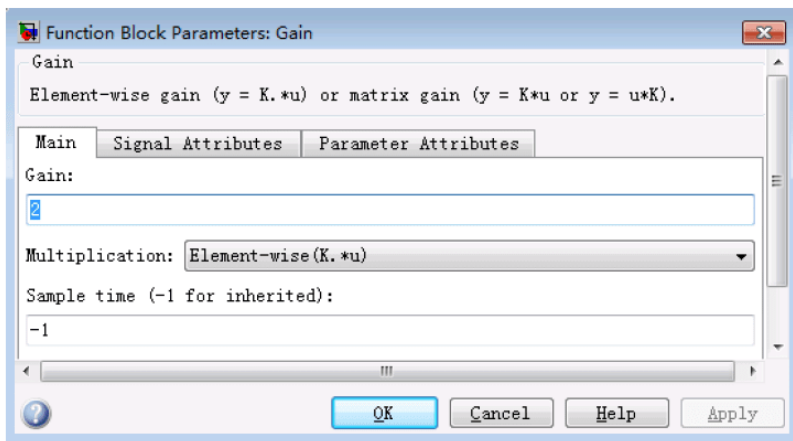 Function Block Parameters: Gain
Gain
Element-wise gain (y = K.*u) or matrix gain (y = K*u or y = u*K).
Main Signal Attributes Parameter Attributes
Gain:
2
Multiplication: Element-wise(K.*u)
Sample time (-1 for inherited):
-1
OK Cancel Help Apply